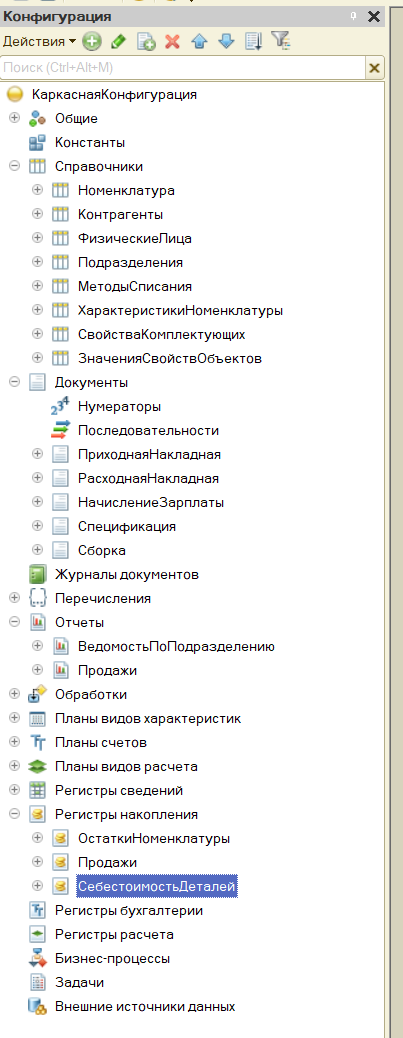 Конфигурация
Действия
Поиск (Ctrl+Alt+M)
КаркаснаяКонфигурация
Общие
Константы
Справочники
Номенклатура
Контрагенты
ФизическиеЛица
Подразделения
МетодыСписания
ХарактеристикиНоменклатуры
СвойстваКомплектующих
ЗначенияСвойствОбъектов
Документы
Нумераторы
Последовательности
ПриходнаяНакладная
РасходнаяНакладная
НачислениеЗарплаты
Спецификация
Сборка
Журналы документов
Перечисления
Отчеты
ВедомостьПоПодразделению
Продажи
Обработки
Планы видов характеристик
Планы счетов
Планы видов расчета
Регистры сведений
Регистры накопления
ОстаткиНоменклатуры
Продажи
СебестоимостьДеталей
Регистры бухгалтерии
Регистры расчета
Бизнес-процессы
Задачи
Внешние источники данных